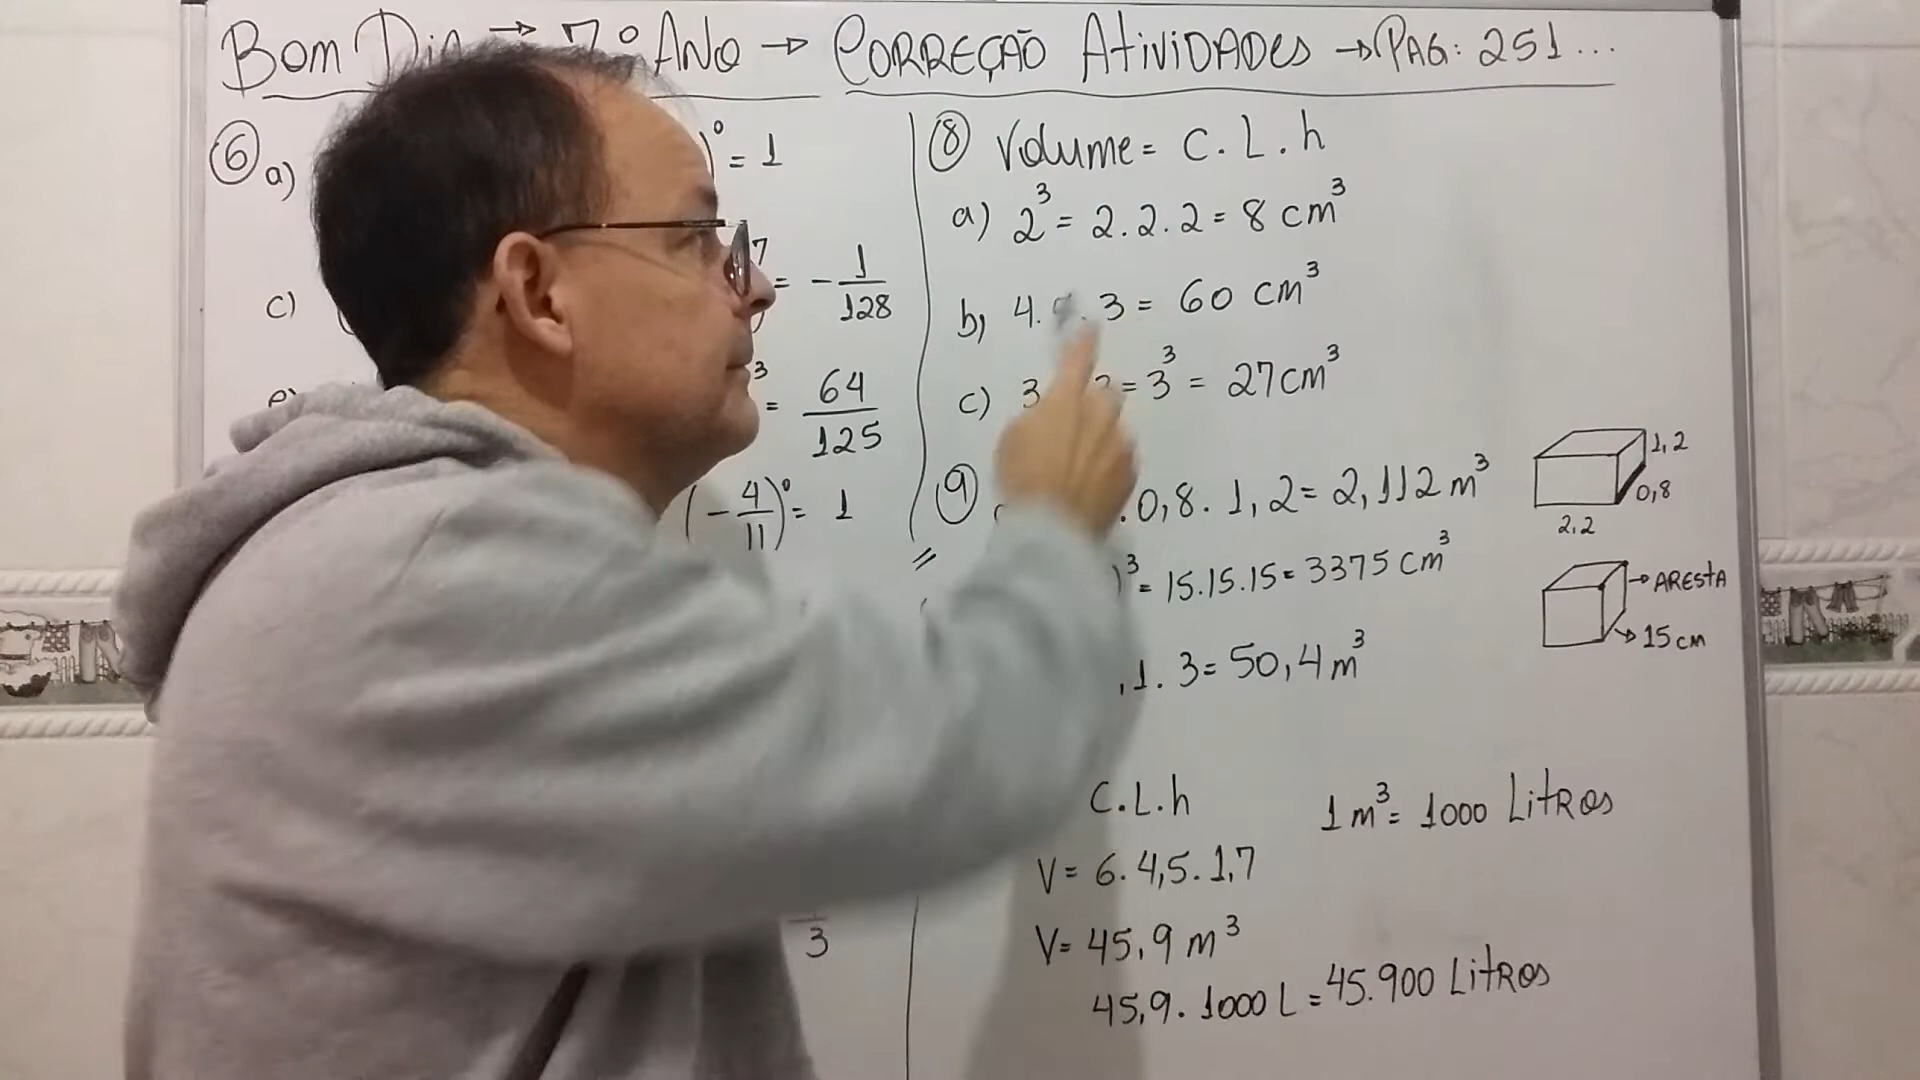 Bom Dia → 7º Ano → Correção Atividades → Pag: 251...
6 a) )⁰ = 1
c) ⁷ = -1/128
e) ³ = 64/125
(-4/11)⁰ = 1
3
8 Volume = C . L . h
a) 2³ = 2 . 2 . 2 = 8 cm³
b) 4. . 3 = 60 cm³
c) 3 = 3³ = 27 cm³
9 . 0,8 . 1,2 = 2,112 m³
)³ = 15.15.15 = 3375 cm³
,1 . 3 = 50,4 m³
1,2
0,8
2,2
→ Aresta
→ 15 cm
C.L.h
1 m³ = 1000 Litros
V = 6 . 4,5 . 1,7
V = 45,9 m³
45,9 . 1000 L = 45.900 Litros